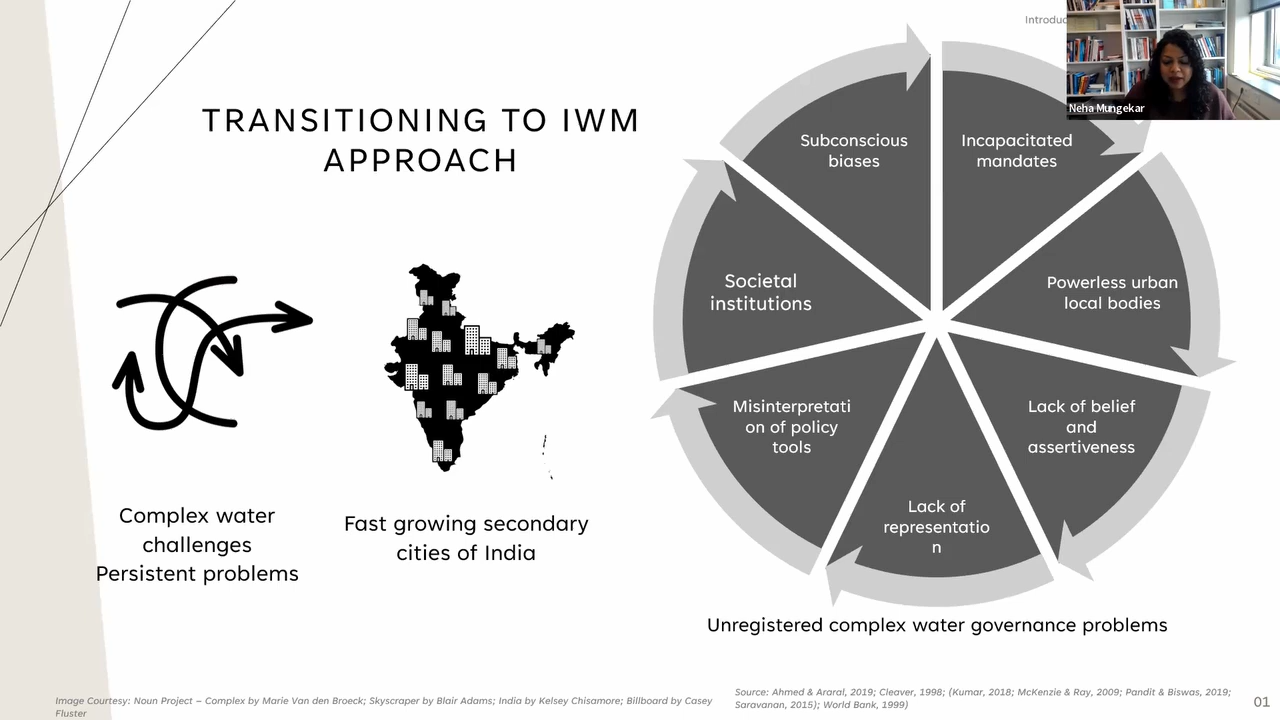 Introduc
Neha Mungekar
TRANSITIONING TO IWM
APPROACH
Subconscious
biases
Incapacitated
mandates
Societal
institutions
Powerless urban
local bodies
Misinterpretati
on of policy
tools
Lack of belief
and
assertiveness
Lack of
representatio
n
Complex water
challenges
Persistent problems
Fast growing secondary
cities of India
Unregistered complex water governance problems
Image Courtesy: Noun Project – Complex by Marie Van den Broeck; Skyscraper by Blair Adams; India by Kelsey Chisamore; Billboard by Casey
Fluster
Source: Ahmed & Araral, 2019; Cleaver, 1998; (Kumar, 2018; McKenzie & Ray, 2009; Pandit & Biswas, 2019;
Saravanan, 2015); World Bank, 1999)
01